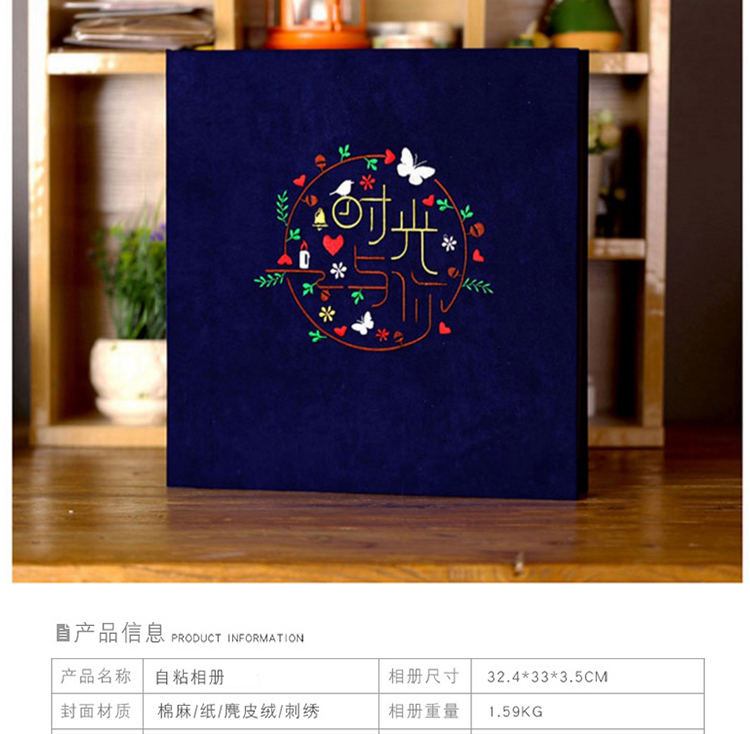 时光
与你
产品信息 PRODUCT INFORMATION
产品名称 自粘相册 相册尺寸 32.4*33*3.5CM
封面材质 棉麻/纸/麂皮绒/刺绣 相册重量 1.59KG